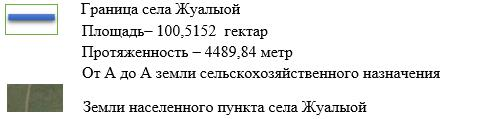 Граница села Жуалыой
Площадь– 100,5152 гектар
Протяженность – 4489,84 метр
От А до А земли сельскохозяйственного назначения
Земли населенного пункта села Жуалыой